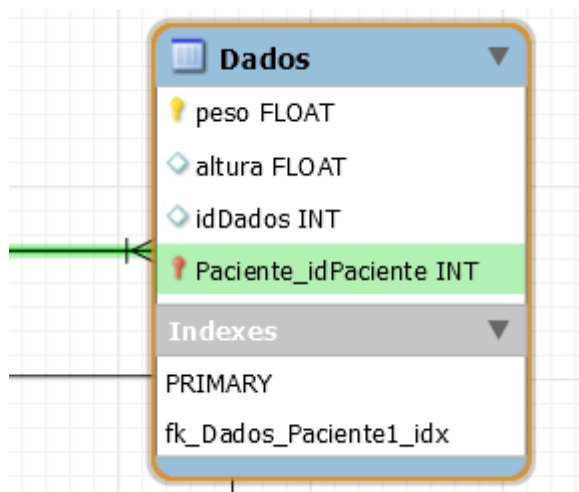 Dados
peso FLOAT
altura FLOAT
idDados INT
Paciente_idPaciente INT
Indexes
PRIMARY
fk_Dados_Paciente1_idx